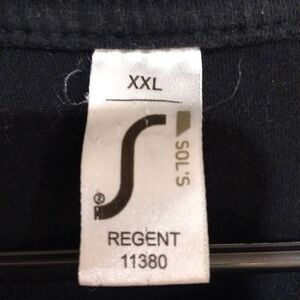 XXL
SOL'S
®
REGENT
11380